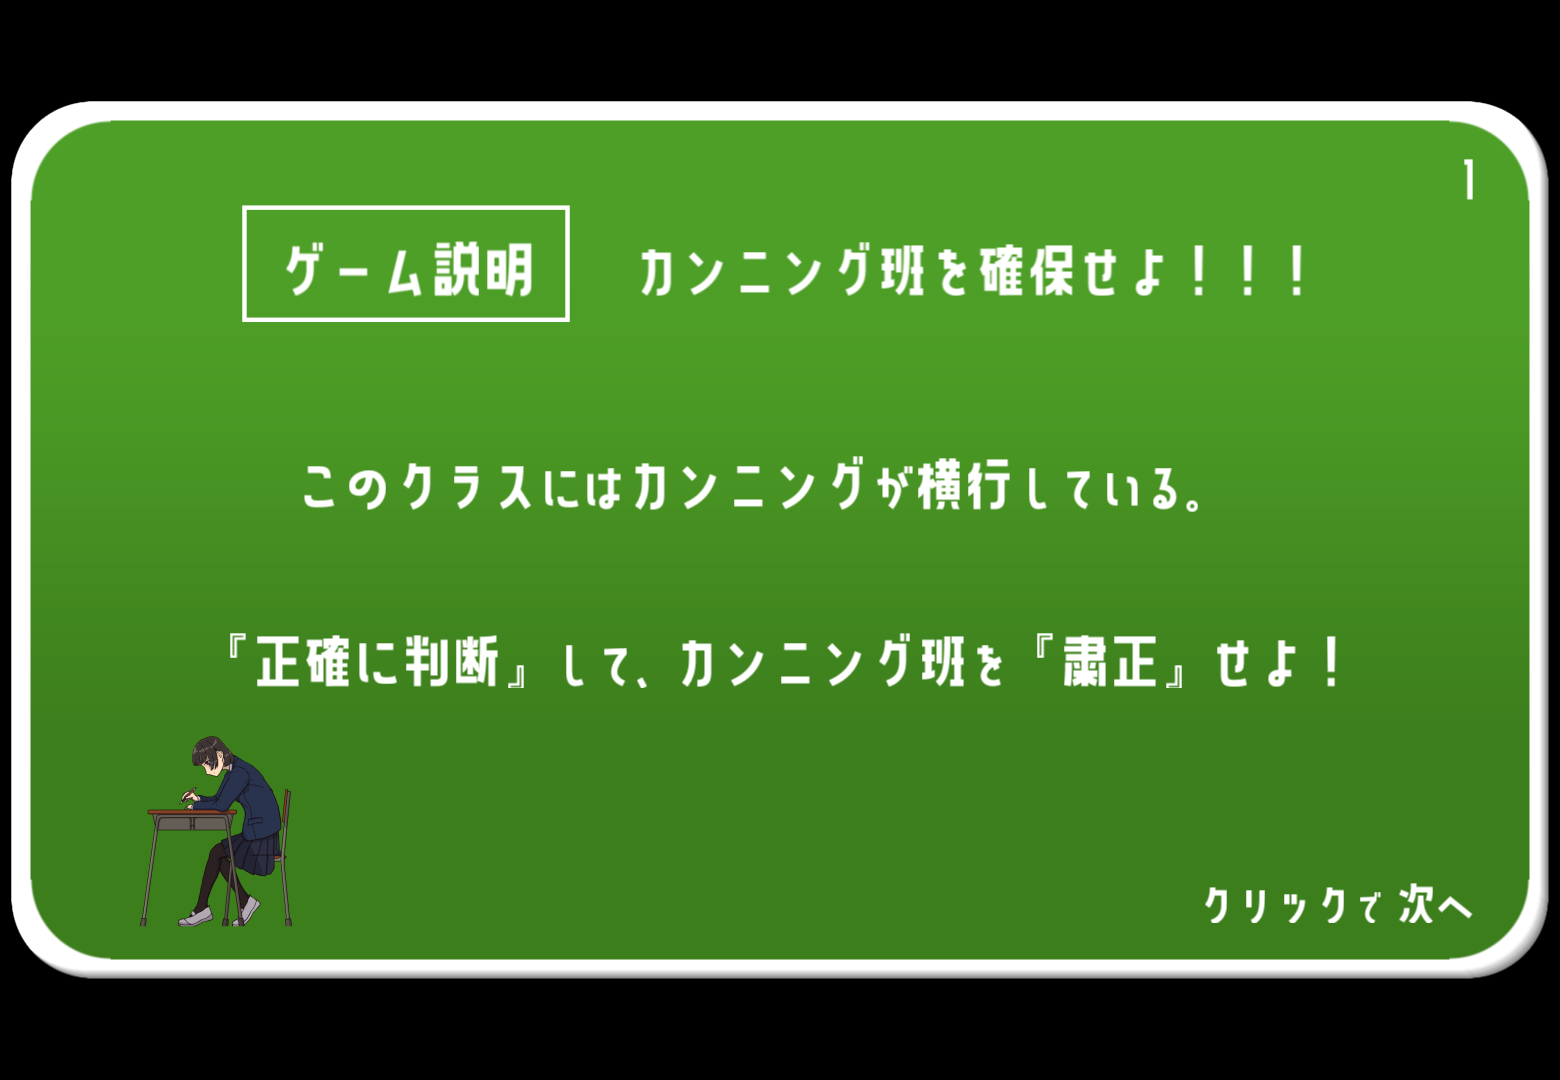 1
ゲーム説明 カンニング班を確保せよ！！！
このクラスにはカンニングが横行している。
『正確に判断』して、カンニング班を『粛正』せよ！
クリックで 次へ